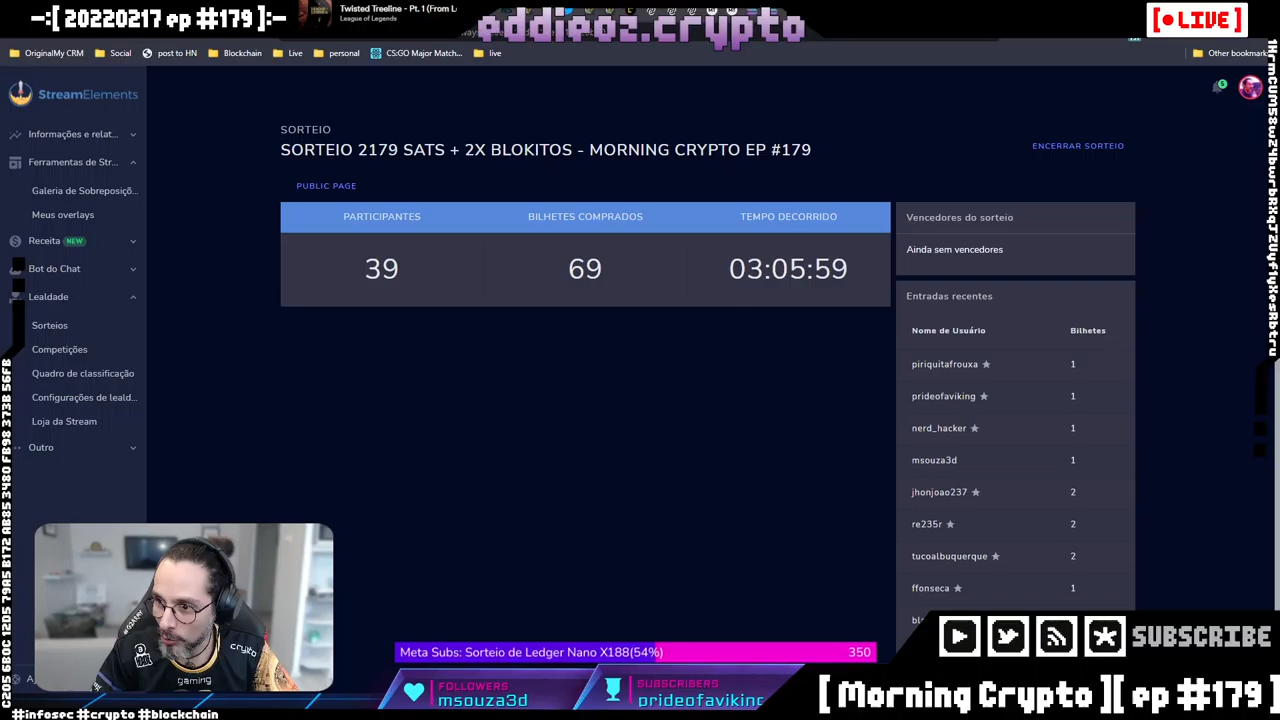 —:[ 20220217 ep #179]:—
Twisted Treeline - Pt. 1 (From L
League of Legends
eddieoz.crypto
[● LIVE ]
OriginalMy CRM
Social
post to HN
Blockchain
Live
personal
CS:GO Major Match...
live
Other bookmark
StreamElements
5
Informações e relat...
Ferramentas de Str...
Galeria de Sobreposiçõ...
Meus overlays
Receita NEW
Bot do Chat
Lealdade
Sorteios
Competições
Quadro de classificação
Configurações de leald...
Loja da Stream
Outro
SORTEIO
SORTEIO 2179 SATS + 2X BLOKITOS - MORNING CRYPTO EP #179
ENCERRAR SORTEIO
PUBLIC PAGE
PARTICIPANTES BILHETES COMPRADOS TEMPO DECORRIDO
39 69 03:05:59
Vencedores do sorteio
Ainda sem vencedores
Entradas recentes
Nome de Usuário Bilhetes
piriquitafrouxa ★ 1
prideofaviking ★ 1
nerd_hacker ★ 1
msouza3d 1
jhonjoao237 ★ 2
re235r ★ 2
tucoalbuquerque ★ 2
ffonseca ★ 1
crypto
gaming
Meta Subs: Sorteio de Ledger Nano X188(54%) 350
FOLLOWERS
msouza3d
SUBSCRIBERS
prideofaviking
SUBSCRIBE
[ Morning Crypto ][ ep #179 ]
#infosec #crypto #blockchain